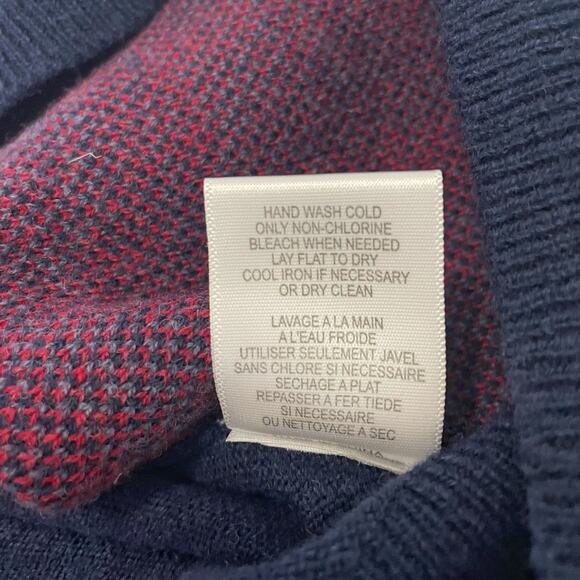 HAND WASH COLD
ONLY NON-CHLORINE
BLEACH WHEN NEEDED
LAY FLAT TO DRY
COOL IRON IF NECESSARY
OR DRY CLEAN
LAVAGE A LA MAIN
A L'EAU FROIDE
UTILISER SEULEMENT JAVEL
SANS CHLORE SI NECESSAIRE
SECHAGE A PLAT
REPASSER A FER TIEDE
SI NECESSAIRE
OU NETTOYAGE A SEC